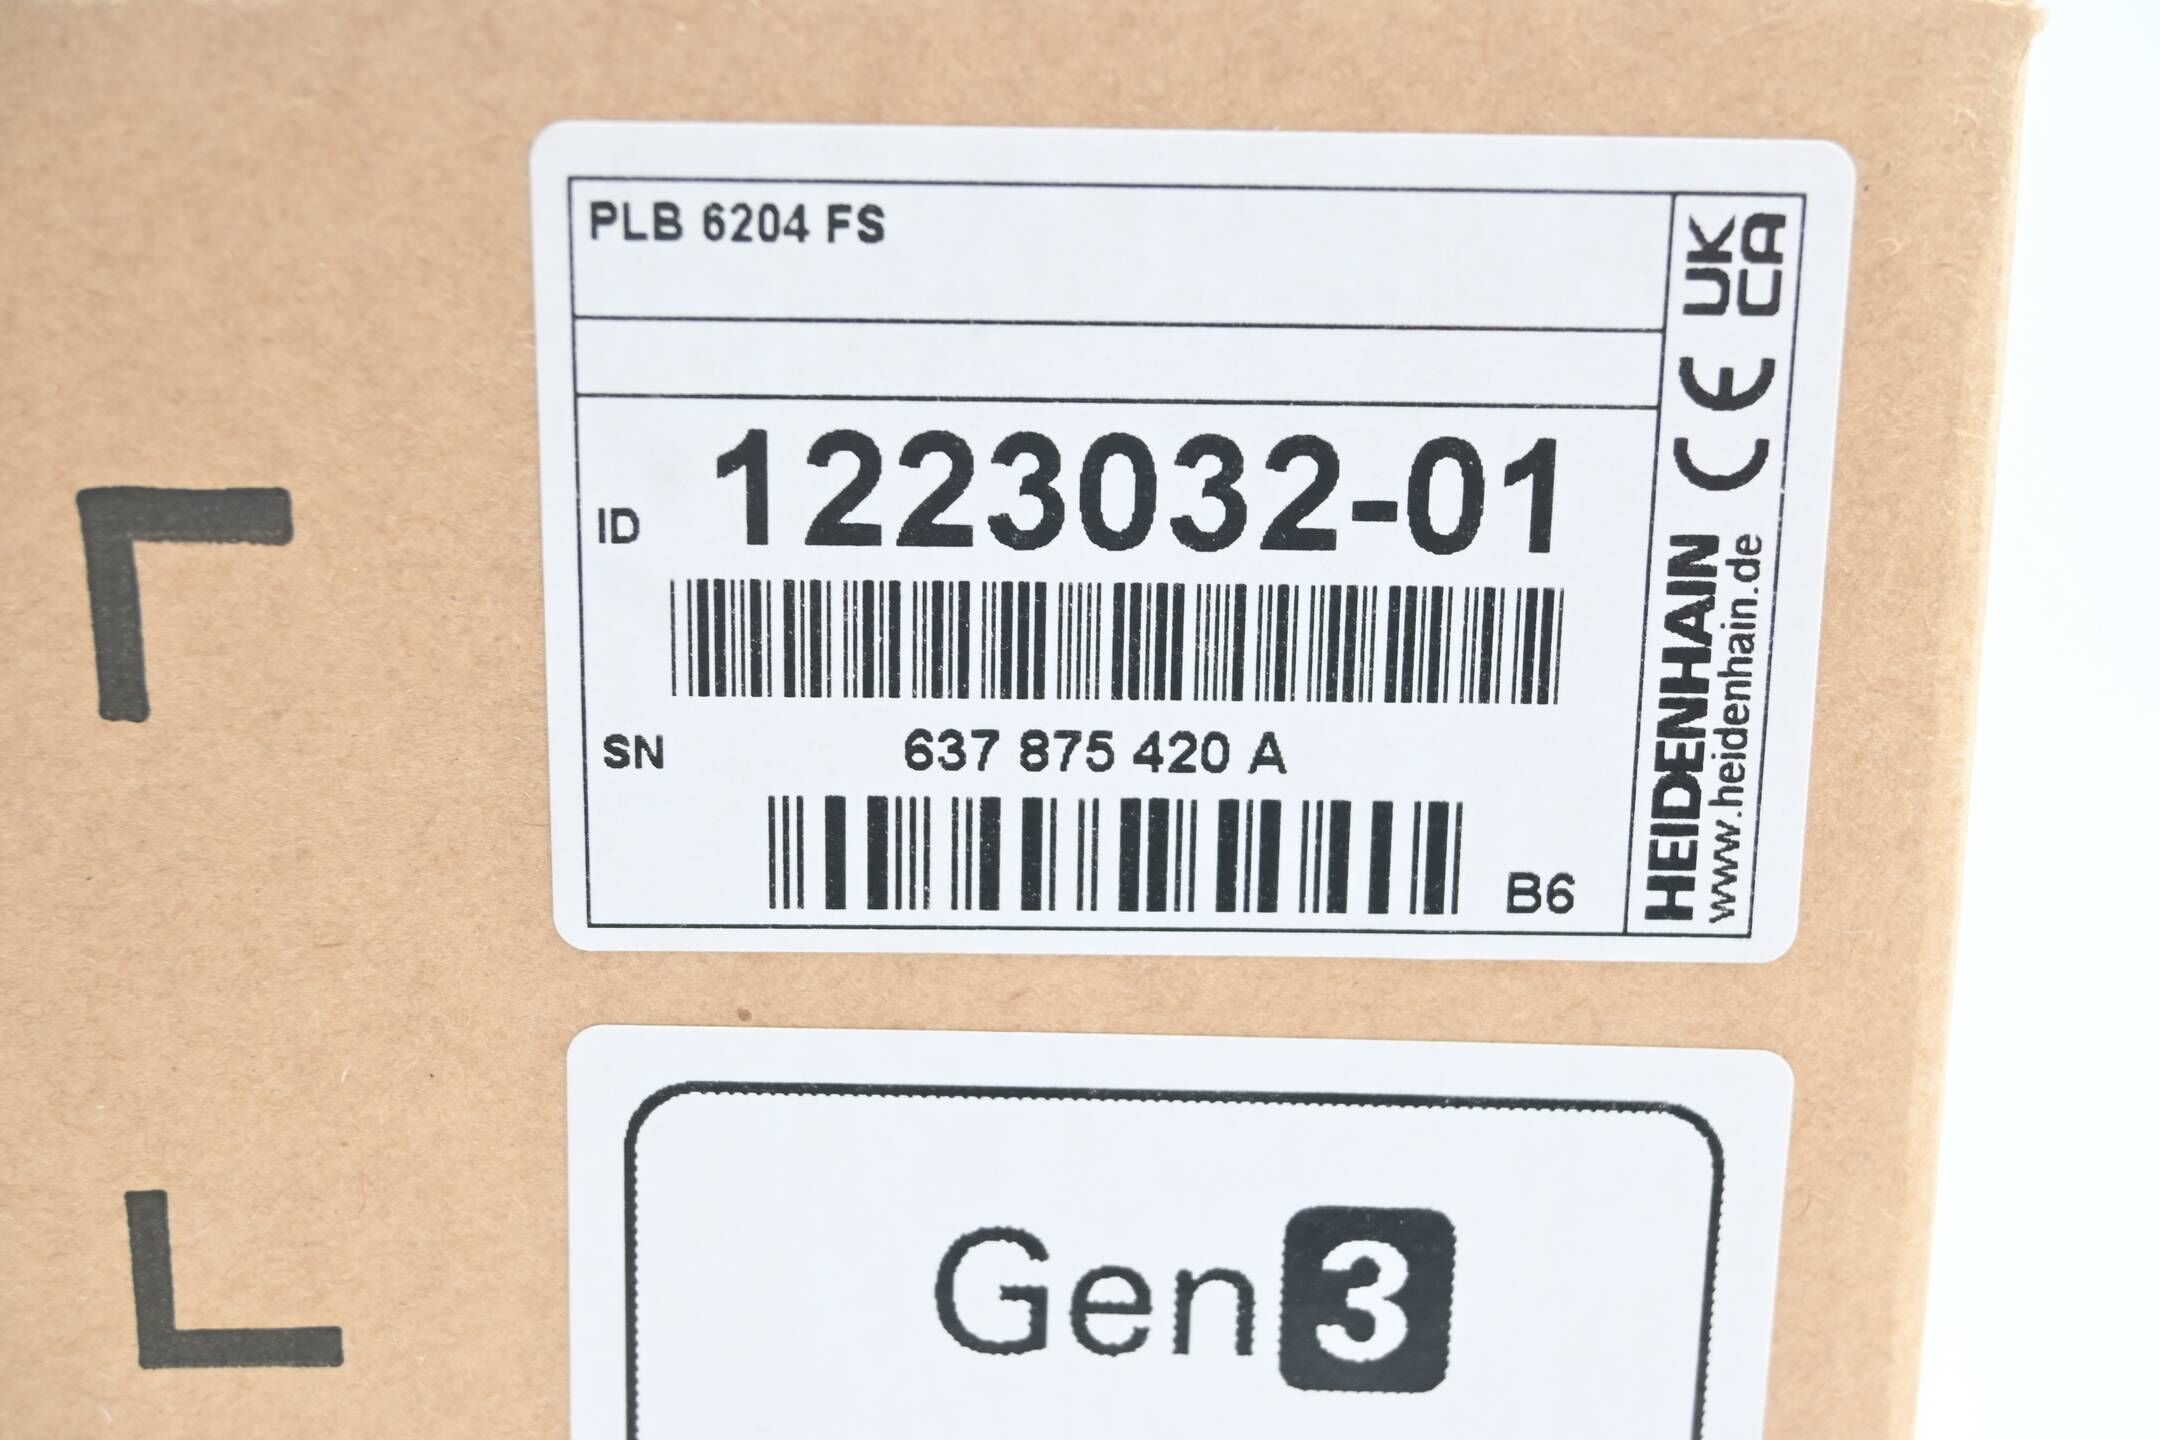 PLB 6204 FS
ID 1223032-01
SN 637 875 420 A
B6
HEIDENHAIN CE UK CA
www.heidenhain.de
Gen 3